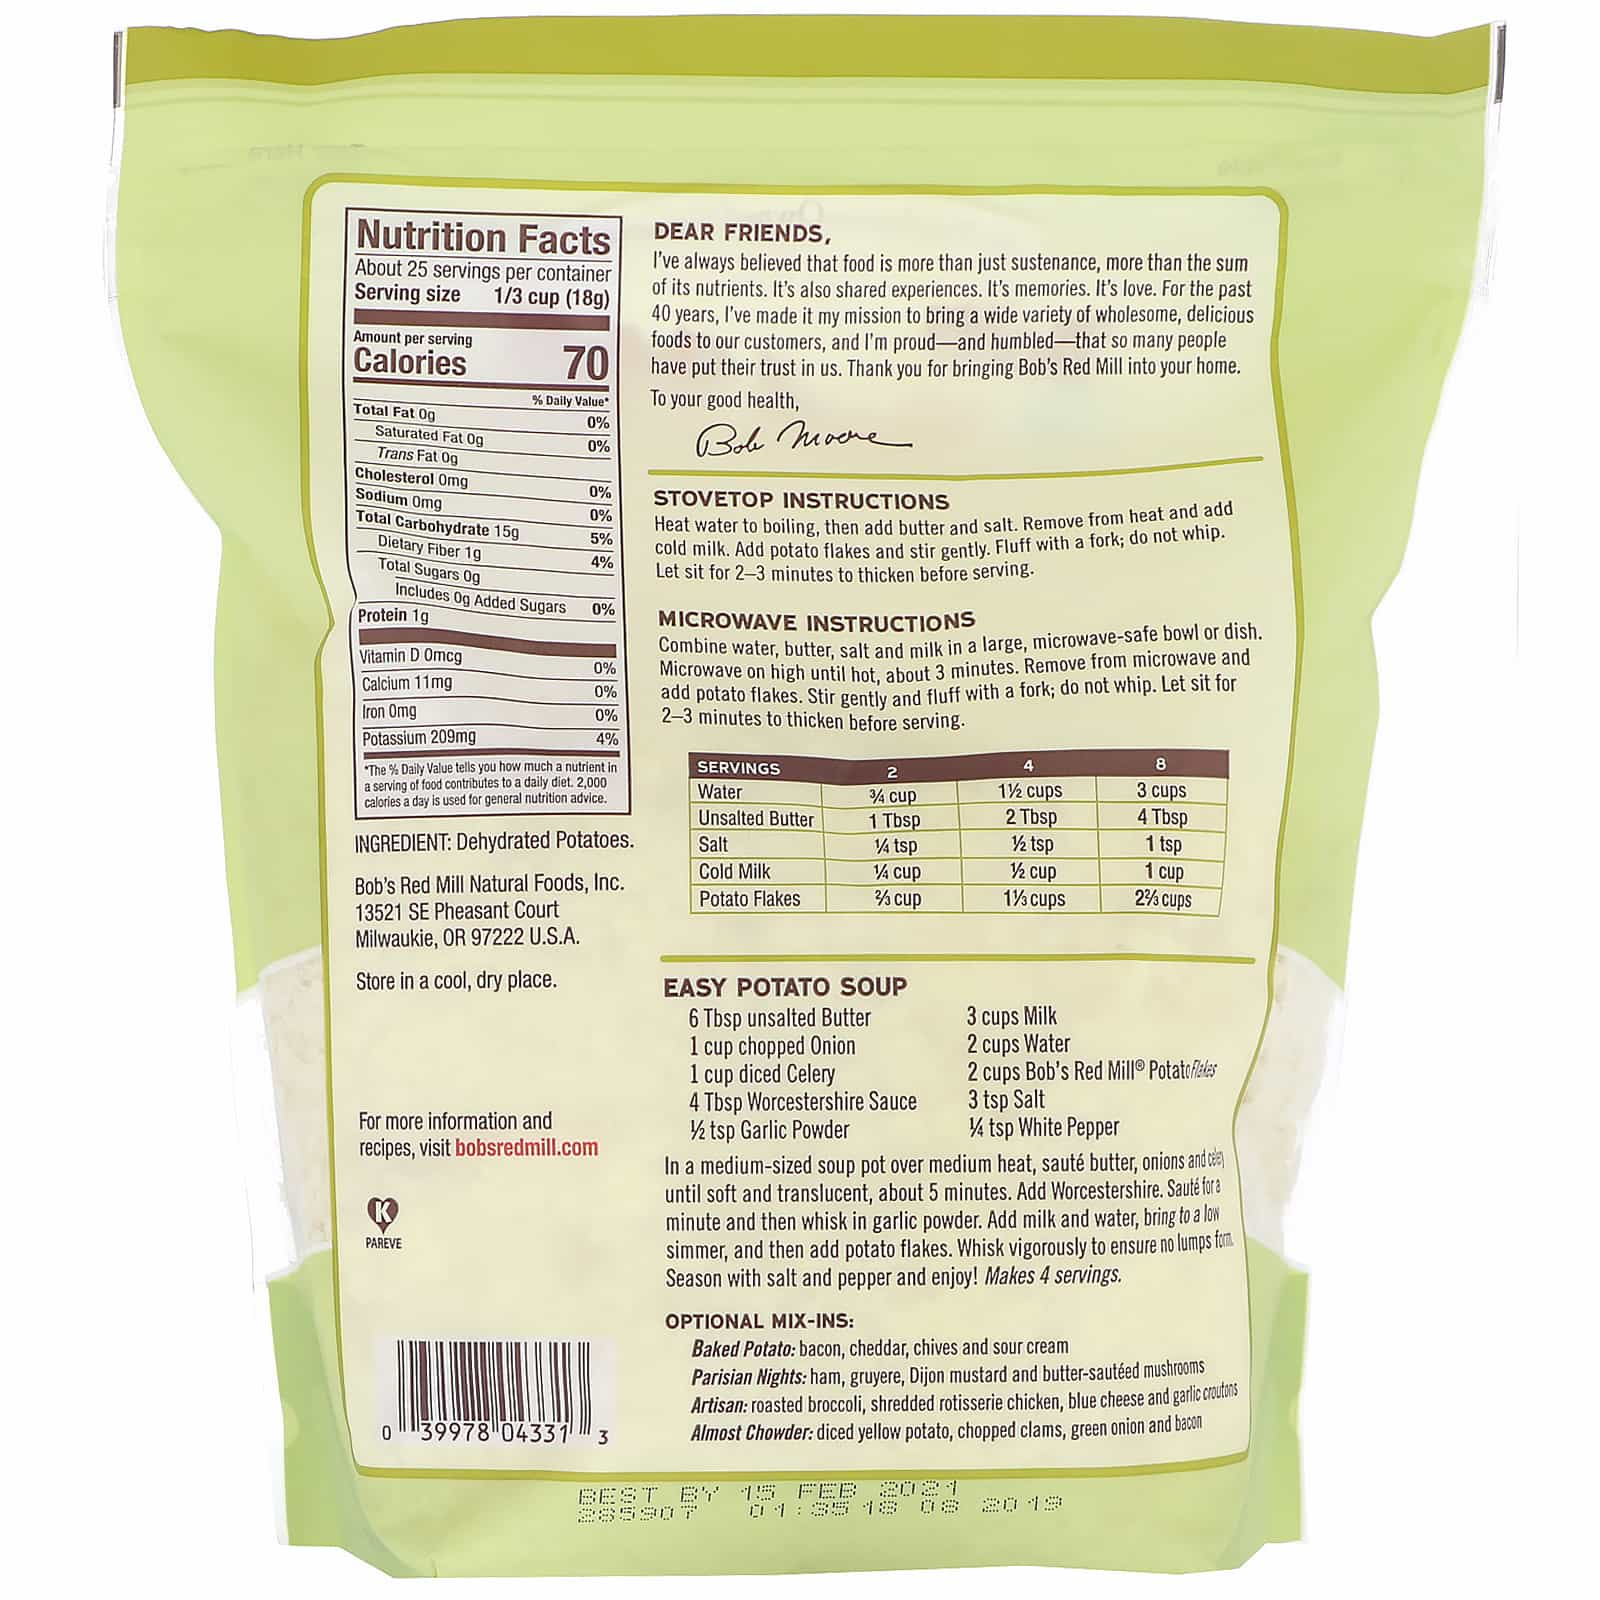 Nutrition Facts
About 25 servings per container
Serving size 1/3 cup (18g)
Amount per serving
Calories 70
% Daily Value*
Total Fat 0g 0%
Saturated Fat 0g 0%
Trans Fat 0g
Cholesterol 0mg 0%
Sodium 0mg 0%
Total Carbohydrate 15g 5%
Dietary Fiber 1g 4%
Total Sugars 0g
Includes 0g Added Sugars 0%
Protein 1g
Vitamin D 0mcg 0%
Calcium 11mg 0%
Iron 0mg 0%
Potassium 209mg 4%
*The % Daily Value tells you how much a nutrient in
a serving of food contributes to a daily diet. 2,000
calories a day is used for general nutrition advice.
INGREDIENT: Dehydrated Potatoes.
Bob's Red Mill Natural Foods, Inc.
13521 SE Pheasant Court
Milwaukie, OR 97222 U.S.A.
Store in a cool, dry place.
For more information and
recipes, visit bobsredmill.com
K
PAREVE
0 39978 04331 3
DEAR FRIENDS,
I've always believed that food is more than just sustenance, more than the sum
of its nutrients. It's also shared experiences. It's memories. It's love. For the past
40 years, I've made it my mission to bring a wide variety of wholesome, delicious
foods to our customers, and I'm proud—and humbled—that so many people
have put their trust in us. Thank you for bringing Bob's Red Mill into your home.
To your good health,
Bob Moore
STOVETOP INSTRUCTIONS
Heat water to boiling, then add butter and salt. Remove from heat and add
cold milk. Add potato flakes and stir gently. Fluff with a fork; do not whip.
Let sit for 2–3 minutes to thicken before serving.
MICROWAVE INSTRUCTIONS
Combine water, butter, salt and milk in a large, microwave-safe bowl or dish.
Microwave on high until hot, about 3 minutes. Remove from microwave and
add potato flakes. Stir gently and fluff with a fork; do not whip. Let sit for
2–3 minutes to thicken before serving.
SERVINGS 2 4 8
Water ¾ cup 1½ cups 3 cups
Unsalted Butter 1 Tbsp 2 Tbsp 4 Tbsp
Salt ¼ tsp ½ tsp 1 tsp
Cold Milk ¼ cup ½ cup 1 cup
Potato Flakes ⅔ cup 1⅓ cups 2⅔ cups
EASY POTATO SOUP
6 Tbsp unsalted Butter
1 cup chopped Onion
1 cup diced Celery
4 Tbsp Worcestershire Sauce
½ tsp Garlic Powder
3 cups Milk
2 cups Water
2 cups Bob's Red Mill® Potato Flakes
3 tsp Salt
¼ tsp White Pepper
In a medium-sized soup pot over medium heat, sauté butter, onions and celery
until soft and translucent, about 5 minutes. Add Worcestershire. Sauté for a
minute and then whisk in garlic powder. Add milk and water, bring to a low
simmer, and then add potato flakes. Whisk vigorously to ensure no lumps form.
Season with salt and pepper and enjoy! Makes 4 servings.
OPTIONAL MIX-INS:
Baked Potato: bacon, cheddar, chives and sour cream
Parisian Nights: ham, gruyere, Dijon mustard and butter-sautéed mushrooms
Artisan: roasted broccoli, shredded rotisserie chicken, blue cheese and garlic croutons
Almost Chowder: diced yellow potato, chopped clams, green onion and bacon
BEST BY 15 FEB 2021
285907 01:35 18 08 2019